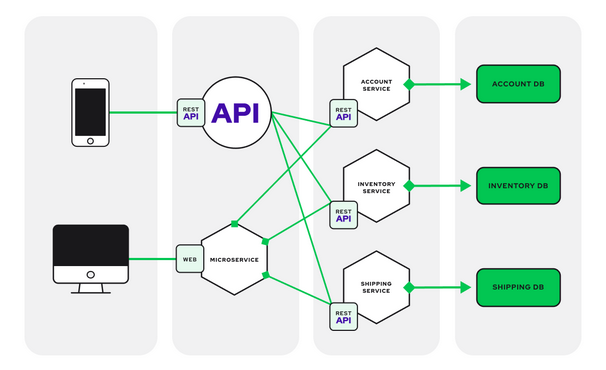 REST
API
API
WEB
MICROSERVICE
ACCOUNT
SERVICE
REST
API
INVENTORY
SERVICE
REST
API
SHIPPING
SERVICE
REST
API
ACCOUNT DB
INVENTORY DB
SHIPPING DB